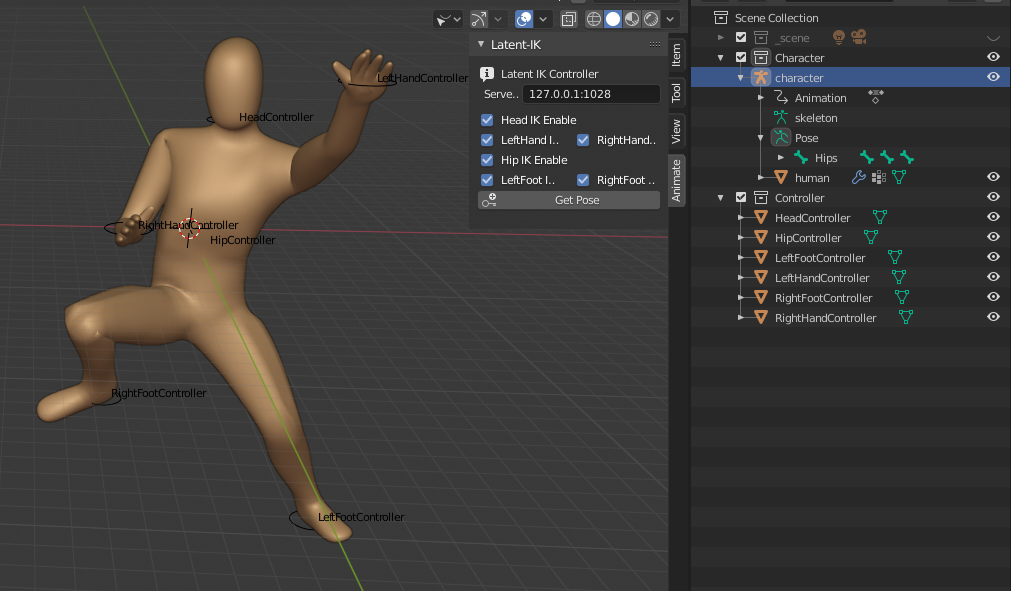 Latent-IK
Latent IK Controller
Serve..
127.0.0.1:1028
Head IK Enable
LeftHand I..
RightHand..
Hip IK Enable
LeftFoot I..
RightFoot ..
Get Pose
Item
Tool
View
Animate
LeftHandController
HeadController
RightHandController
HipController
RightFootController
LeftFootController
Scene Collection
_scene
Character
character
Animation
skeleton
Pose
Hips
human
Controller
HeadController
HipController
LeftFootController
LeftHandController
RightFootController
RightHandController